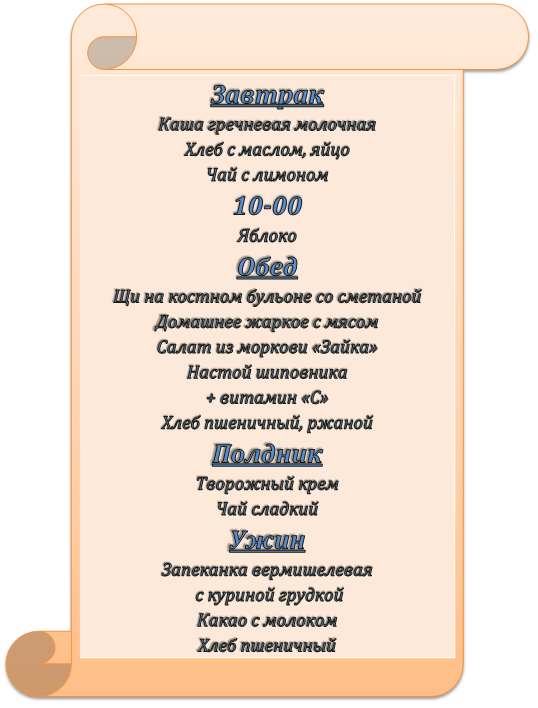 Завтрак
Каша гречневая молочная
Хлеб с маслом, яйцо
Чай с лимоном
10-00
Яблоко
Обед
Щи на костном бульоне со сметаной
Домашнее жаркое с мясом
Салат из моркови «Зайка»
Настой шиповника
+ витамин «С»
Хлеб пшеничный, ржаной
Полдник
Творожный крем
Чай сладкий
Ужин
Запеканка вермишелевая
с куриной грудкой
Какао с молоком
Хлеб пшеничный